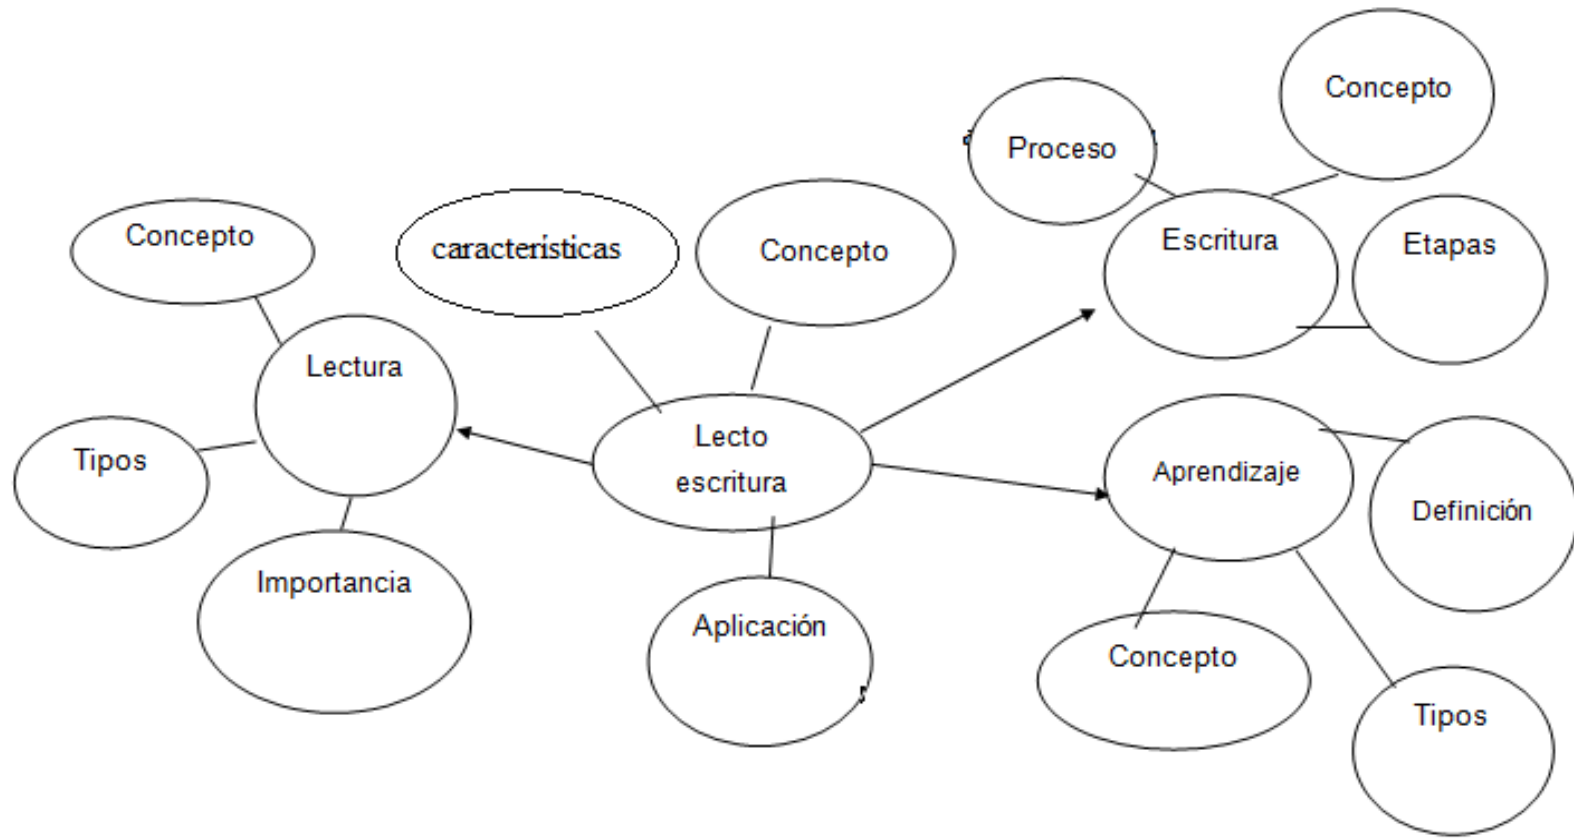 Concepto
Proceso
Concepto
características
Concepto
Escritura
Etapas
Lectura
Tipos
Lecto
escritura
Aprendizaje
Definición
Importancia
Aplicación
Concepto
Tipos